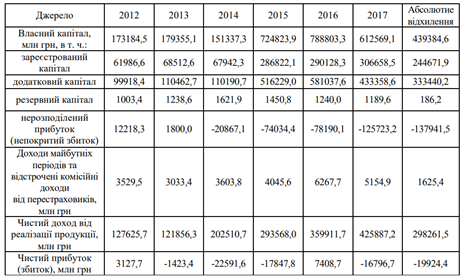 Джерело 2012 2013 2014 2015 2016 2017 Абсолютне відхилення
Власний капітал, млн грн, в т. ч.: 173184,5 179355,1 151337,3 724823,9 788803,3 612569,1 439384,6
зареєстрований капітал 61986,6 68512,6 67942,3 286822,1 290128,3 306658,5 244671,9
додатковий капітал 99918,4 110462,7 110190,7 516229,0 581037,6 433358,6 333440,2
резервний капітал 1003,4 1238,6 1621,9 1450,8 1240,0 1189,6 186,2
нерозподілений прибуток (непокритий збиток) 12218,3 1800,0 -20867,1 -74034,4 -78190,1 -125723,2 -137941,5
Доходи майбутніх періодів та відстрочені комісійні доходи від перестраховиків, млн грн 3529,5 3033,4 3603,8 4045,6 6267,7 5154,9 1625,4
Чистий доход від реалізації продукції, млн грн 127625,7 121856,3 202510,7 293568,0 359911,7 425887,2 298261,5
Чистий прибуток (збиток), млн грн 3127,7 -1423,4 -22591,6 -17847,8 7408,7 -16796,7 -19924,4